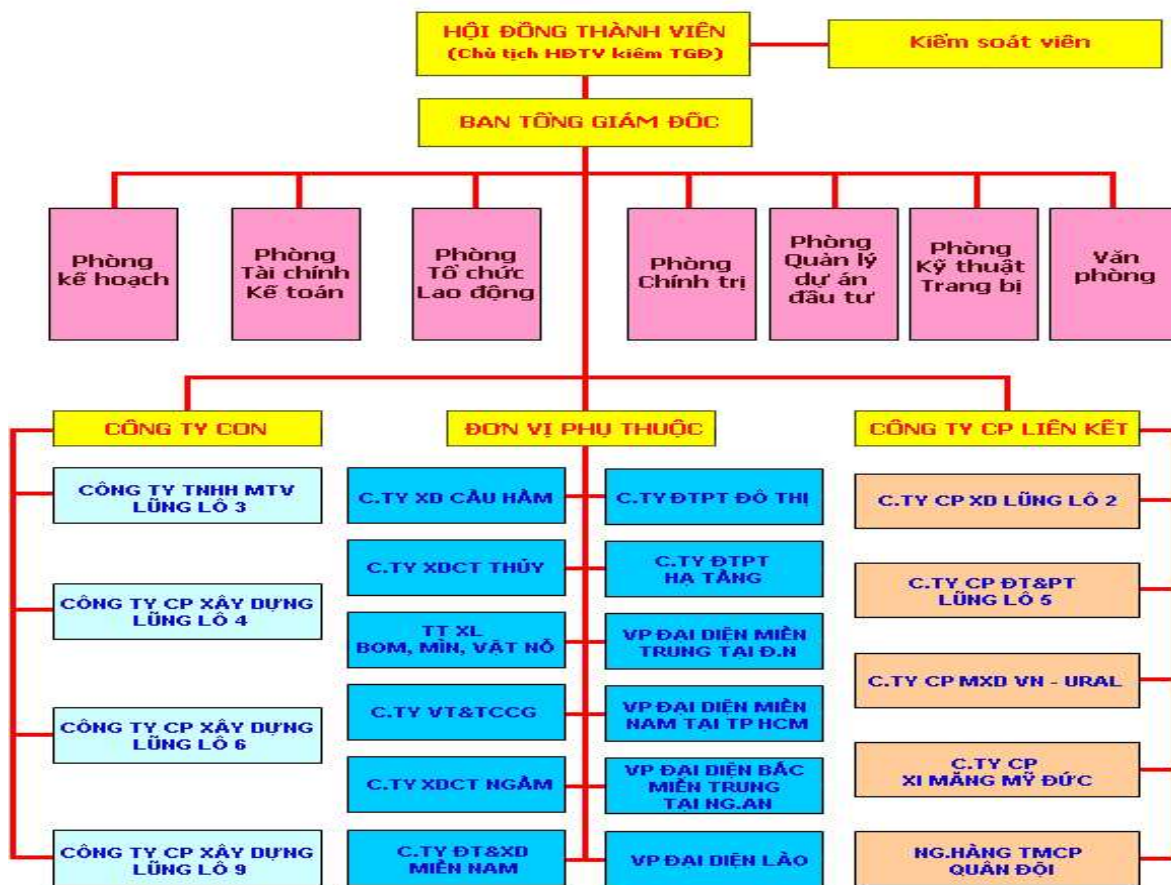 HỘI ĐỒNG THÀNH VIÊN
(Chủ tịch HĐTV kiêm TGĐ)
Kiểm soát viên
BAN TỔNG GIÁM ĐỐC
Phòng
kế hoạch
Phòng
Tài chính
Kế toán
Phòng
Tổ chức
Lao động
Phòng
Chính trị
Phòng
Quản lý
dự án
đầu tư
Phòng
Kỹ thuật
Trang bị
Văn
phòng
CÔNG TY CON
ĐƠN VỊ PHỤ THUỘC
CÔNG TY CP LIÊN KẾT
CÔNG TY TNHH MTV
LŨNG LÔ 3
CÔNG TY CP XÂY DỰNG
LŨNG LÔ 4
CÔNG TY CP XÂY DỰNG
LŨNG LÔ 6
CÔNG TY CP XÂY DỰNG
LŨNG LÔ 9
C.TY XD CẦU HẦM
C.TY XDCT THỦY
TT XL
BOM, MÌN, VẬT NỔ
C.TY VT&TCCG
C.TY XDCT NGẦM
C.TY ĐT&XD
MIỀN NAM
C.TY ĐTPT ĐÔ THỊ
C.TY ĐTPT
HẠ TẦNG
VP ĐẠI DIỆN MIỀN
TRUNG TẠI Đ.N
VP ĐẠI DIỆN MIỀN
NAM TẠI TP HCM
VP ĐẠI DIỆN BẮC
MIỀN TRUNG
TẠI NG.AN
VP ĐẠI DIỆN LÀO
C.TY CP XD LŨNG LÔ 2
C.TY CP ĐT&PT
LŨNG LÔ 5
C.TY CP MXD VN - URAL
C.TY CP
XI MĂNG MỸ ĐỨC
NG.HÀNG TMCP
QUÂN ĐỘI